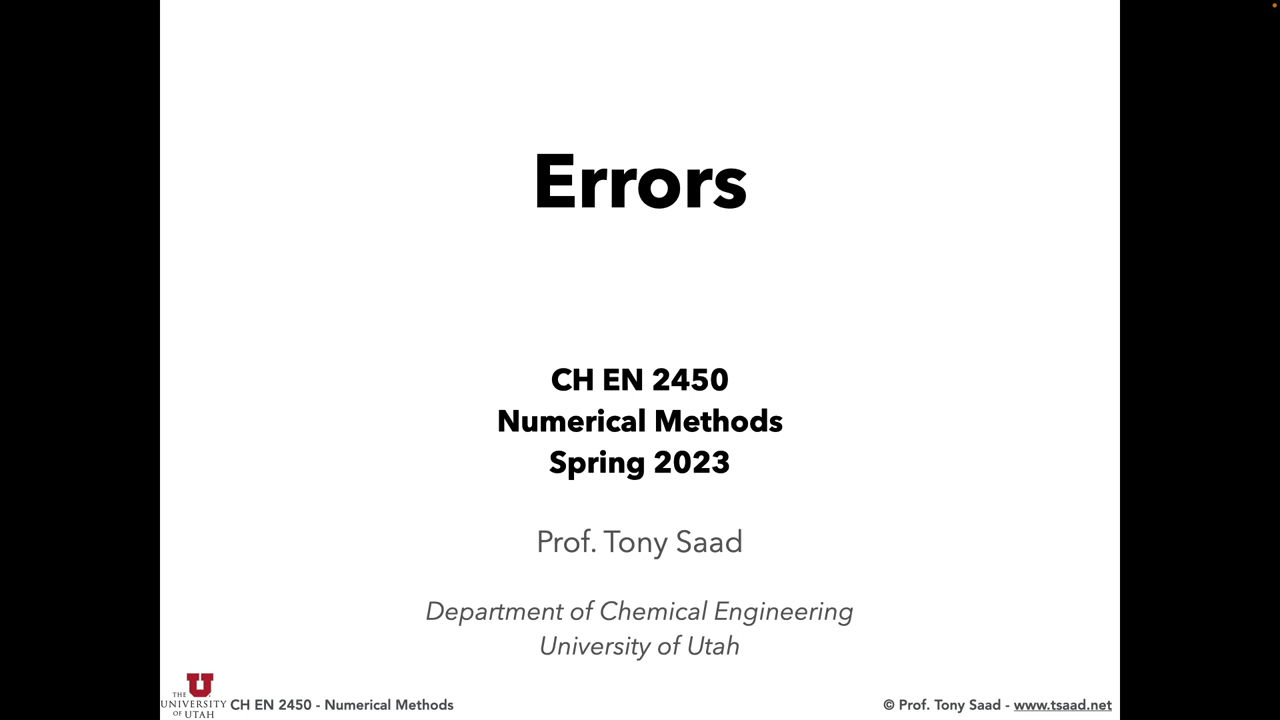 Errors
CH EN 2450
Numerical Methods
Spring 2023
Prof. Tony Saad
Department of Chemical Engineering
University of Utah
U
THE
UNIVERSITY
OF UTAH
CH EN 2450 - Numerical Methods
© Prof. Tony Saad - www.tsaad.net